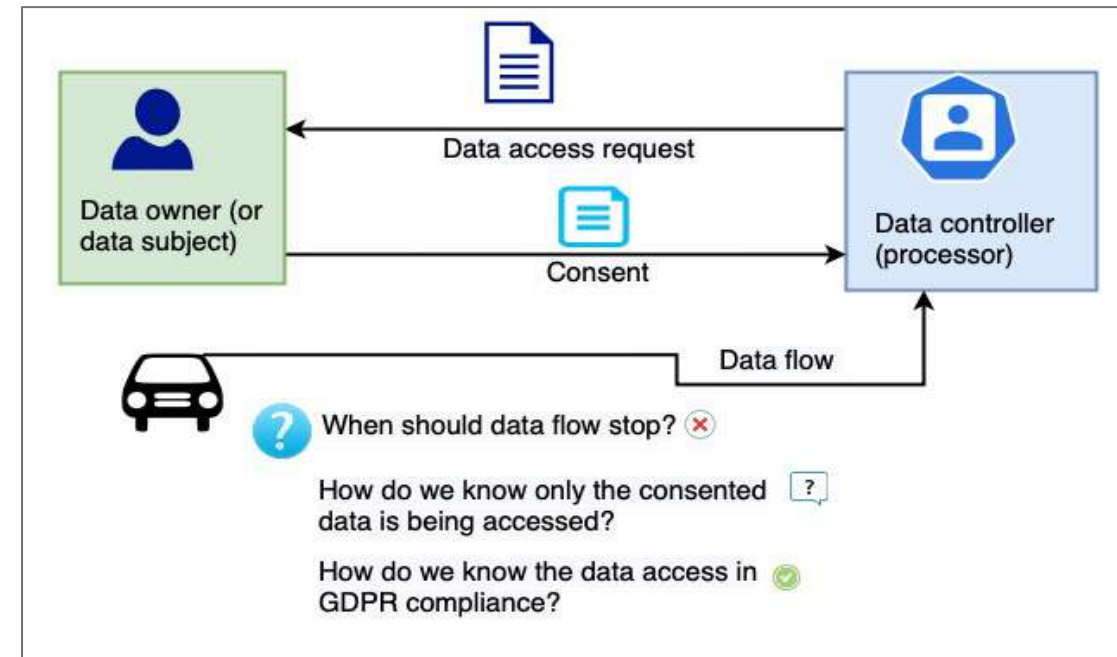 Data access request
Data owner (or
data subject)
Data controller
(processor)
Consent
Data flow
? When should data flow stop?
How do we know only the consented ?
data is being accessed?
How do we know the data access in
GDPR compliance?